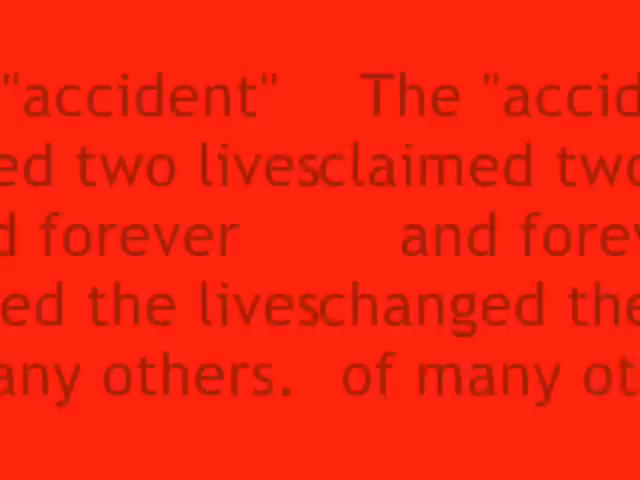 "accident" The "accid
ed two livesclaimed two
d forever and forev
ed the liveschanged the
any others. of many ot